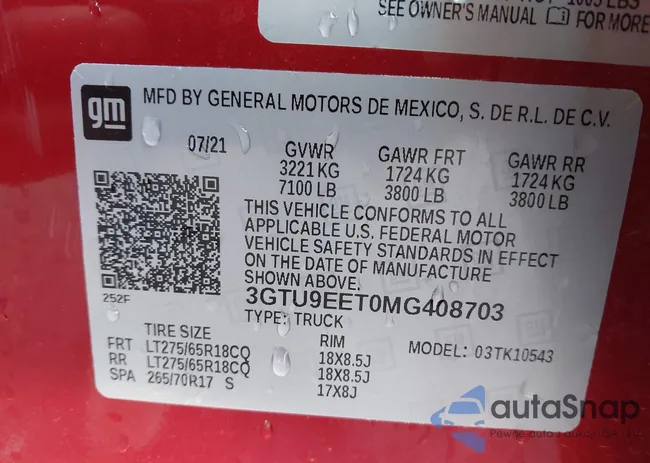 1005 LBS
SEE OWNER'S MANUAL FOR MORE
gm
MFD BY GENERAL MOTORS DE MEXICO, S. DE R.L. DE C.V.
07/21 GVWR GAWR FRT GAWR RR
3221 KG 1724 KG 1724 KG
7100 LB 3800 LB 3800 LB
THIS VEHICLE CONFORMS TO ALL
APPLICABLE U.S. FEDERAL MOTOR
VEHICLE SAFETY STANDARDS IN EFFECT
ON THE DATE OF MANUFACTURE
SHOWN ABOVE.
252F
3GTU9EET0MG408703
TYPE: TRUCK
TIRE SIZE RIM MODEL: 03TK10543
FRT LT275/65R18CQ 18X8.5J
RR LT275/65R18CQ 18X8.5J
SPA 265/70R17 S 17X8J
autoSnap